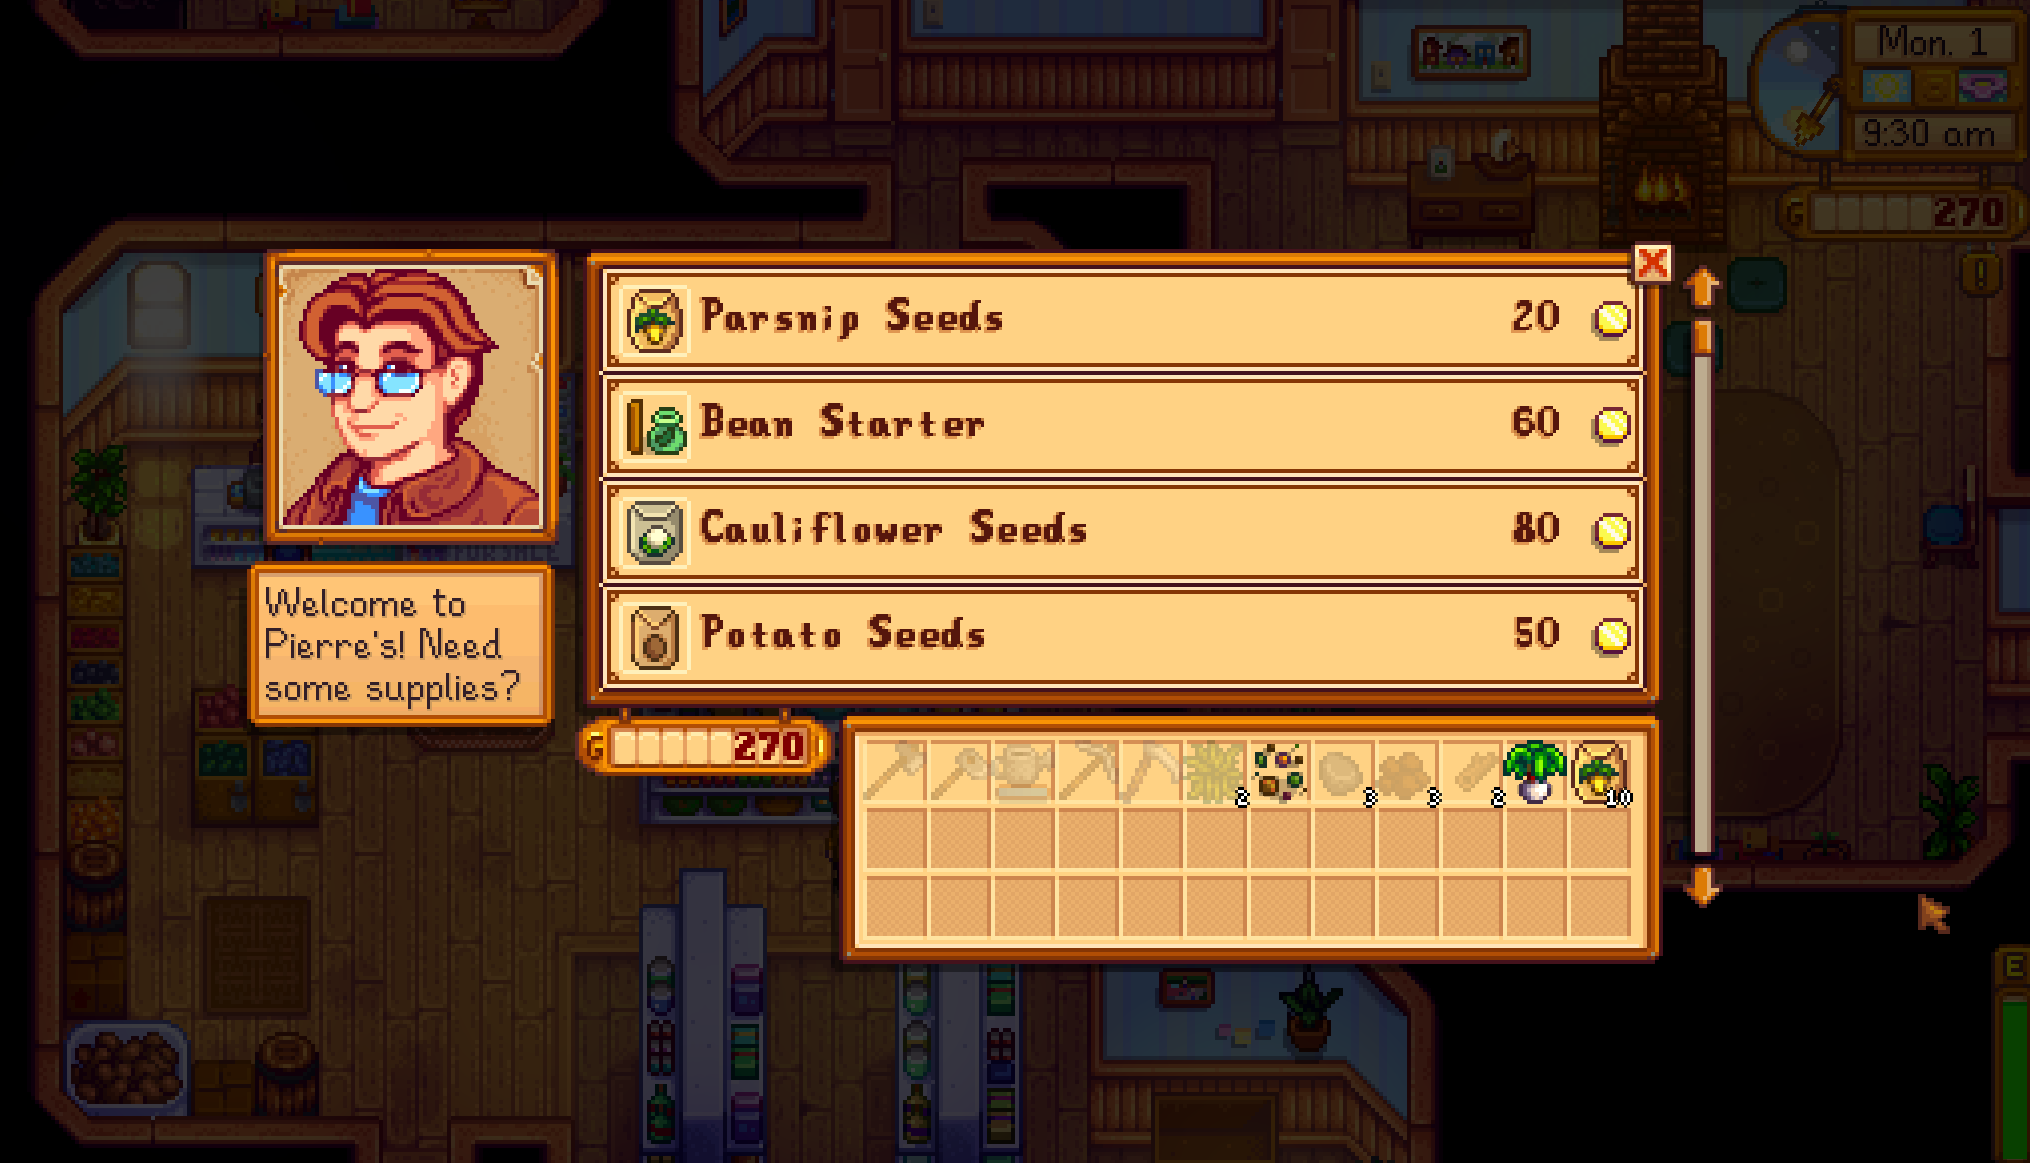 Mon. 1
9:30 am
G 270
Parsnip Seeds 20
Bean Starter 60
Cauliflower Seeds 80
Potato Seeds 50
Welcome to
Pierre's! Need
some supplies?
G 270
2 3 3 2 10
E